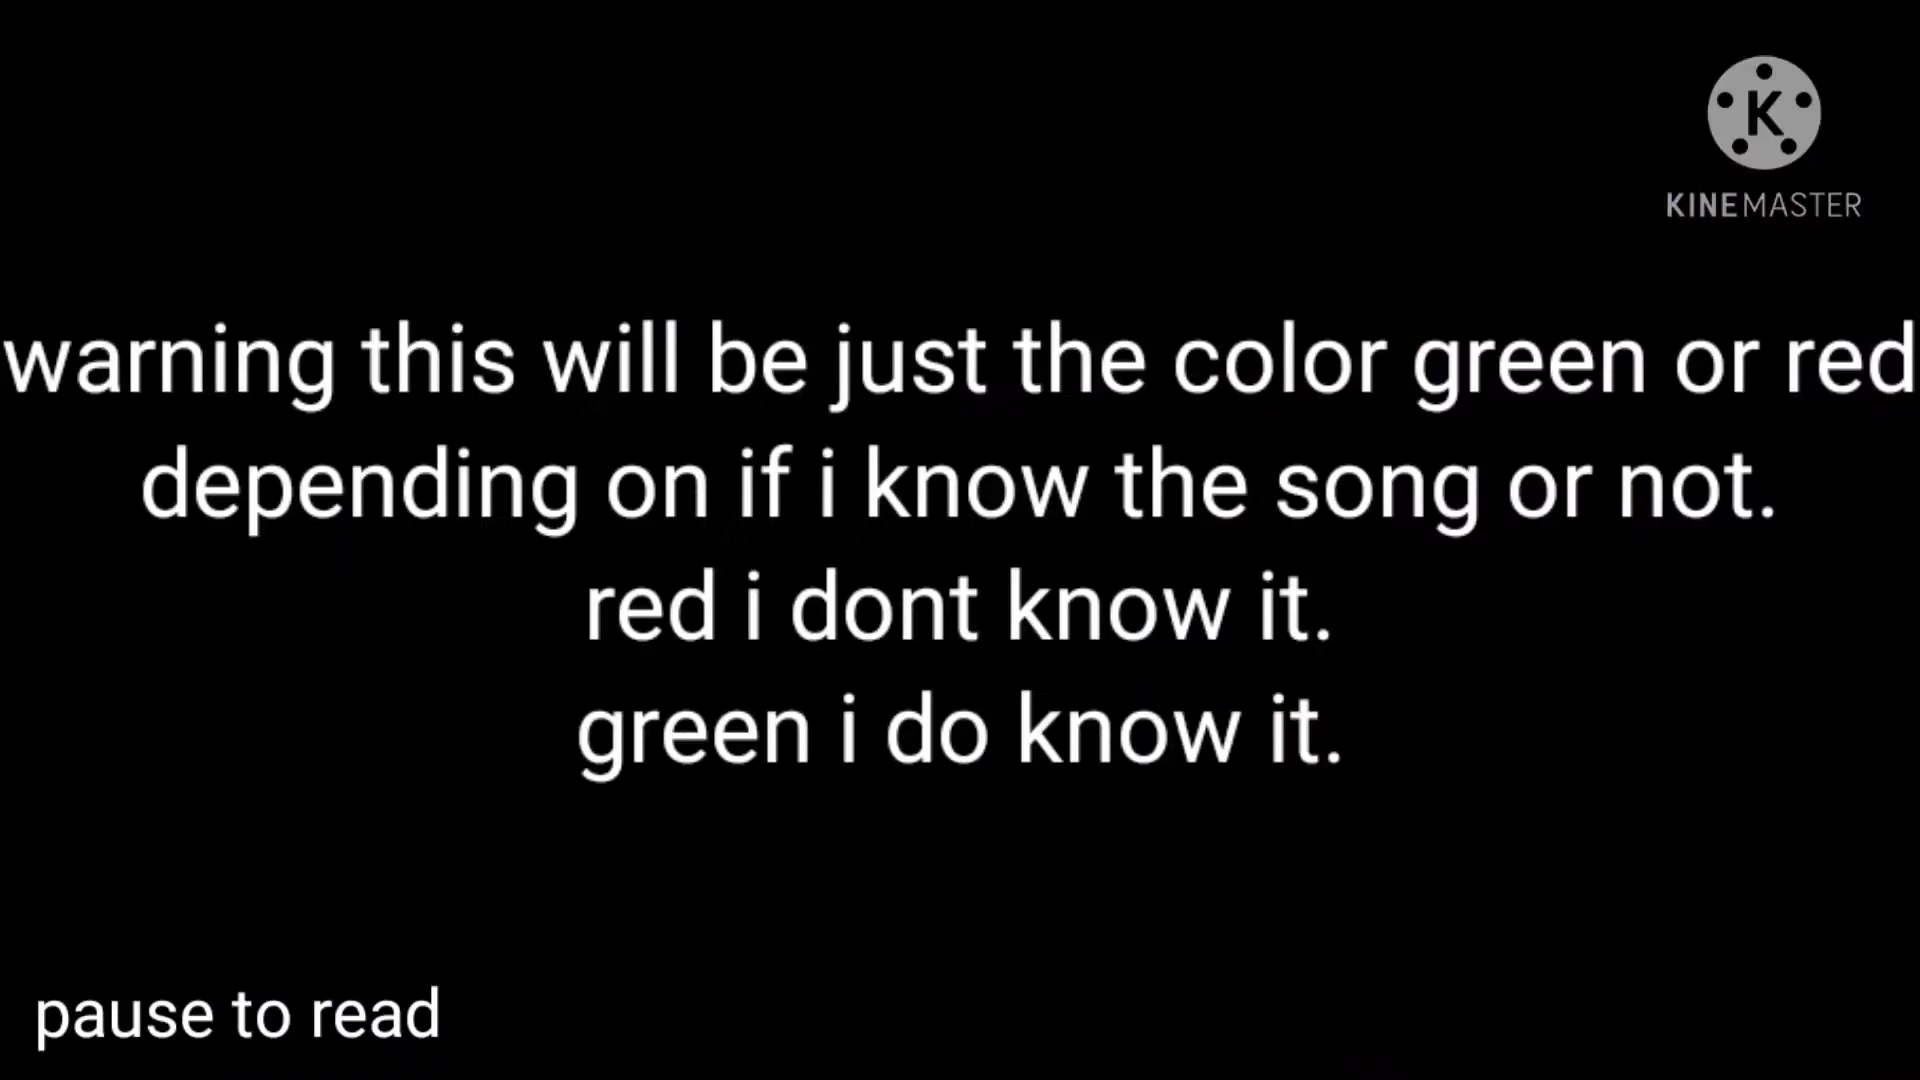 K
KINEMASTER
warning this will be just the color green or red
depending on if i know the song or not.
red i dont know it.
green i do know it.
pause to read